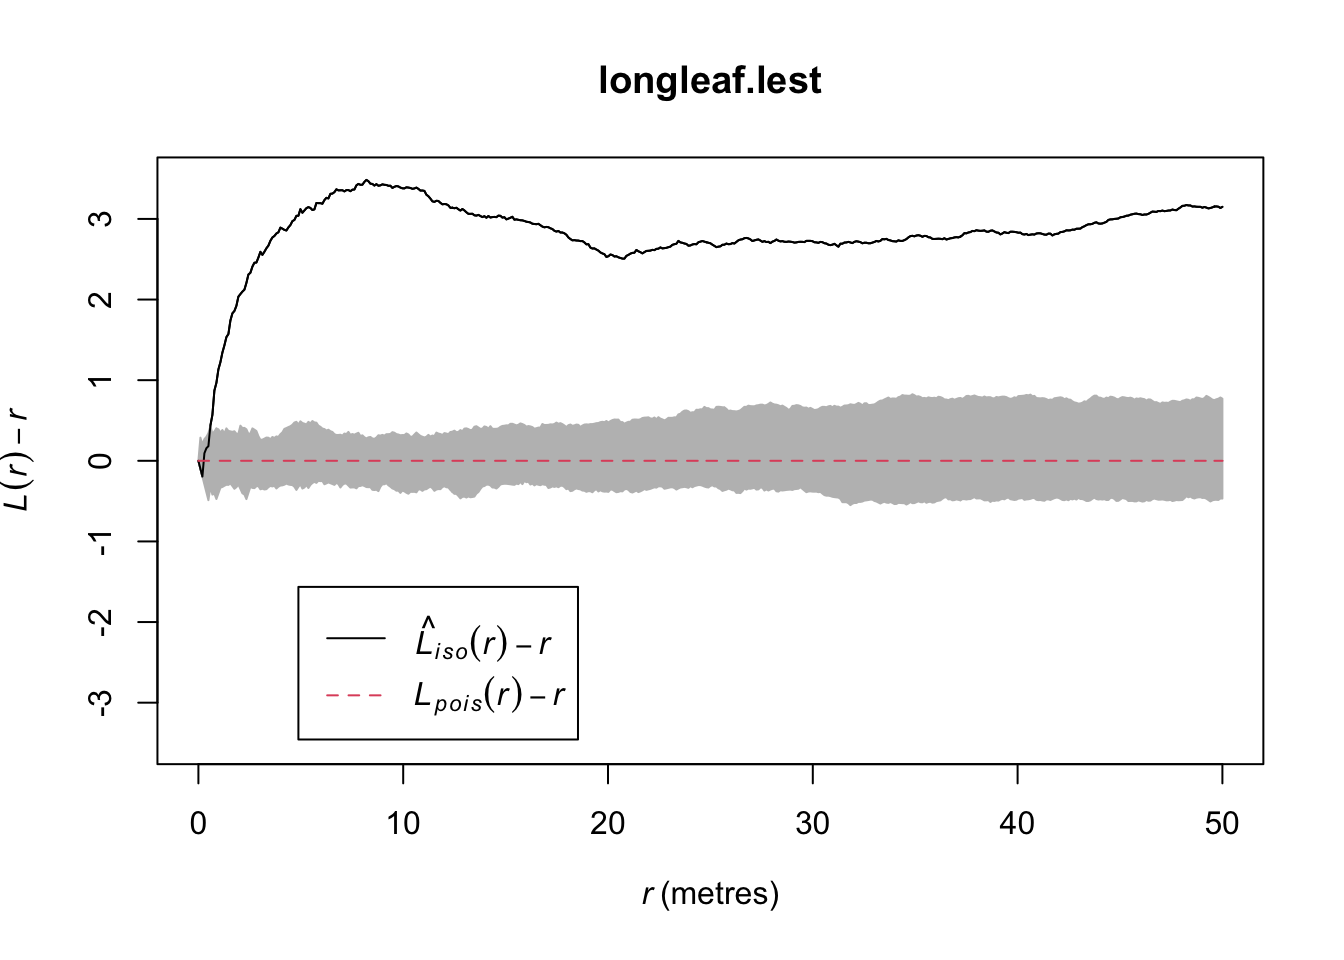 longleaf.lest
L(r) – r
3
2
1
0
-1
-2
-3
L̂iso(r) – r
Lpois(r) – r
0 10 20 30 40 50
r (metres)